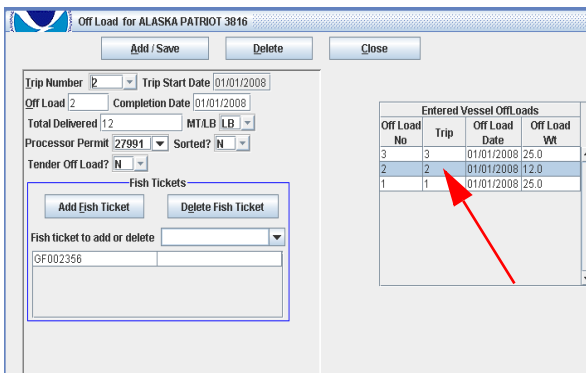 Off Load for ALASKA PATRIOT 3816
Add / Save Delete Close
Trip Number 2 Trip Start Date 01/01/2008
Off Load 2 Completion Date 01/01/2008
Total Delivered 12 MT/LB LB
Processor Permit 27991 Sorted? N
Tender Off Load? N
Fish Tickets
Add Fish Ticket Delete Fish Ticket
Fish ticket to add or delete
GF002356
Entered Vessel OffLoads
Off Load No Trip Off Load Date Off Load Wt
3 3 01/01/2008 25.0
2 2 01/01/2008 12.0
1 1 01/01/2008 25.0